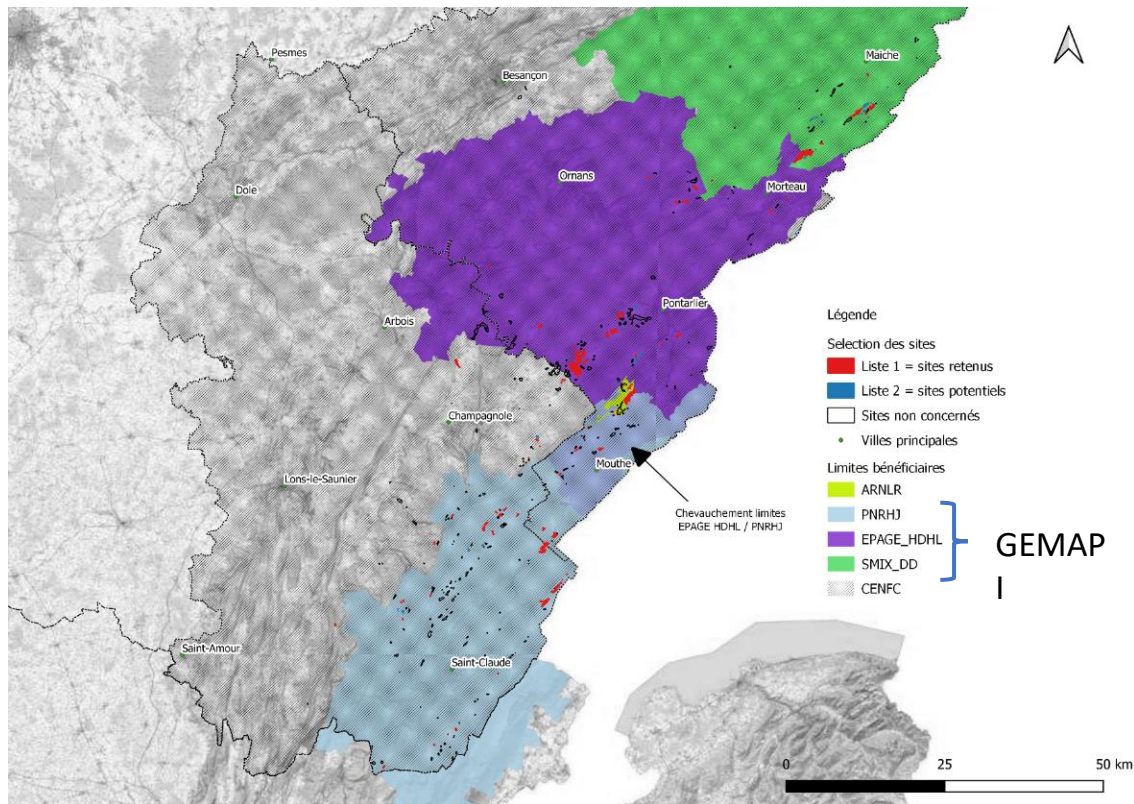 Pesmes
Besançon
Maiche
Dole
Ornans
Morteau
Arbois
Pontarlier
Champagnole
Mouthe
Lons-le-Saunier
Chevauchement limites
EPAGE HDHL / PNRHJ
Saint-Amour
Saint-Claude
Légende
Selection des sites
Liste 1 = sites retenus
Liste 2 = sites potentiels
Sites non concernés
Villes principales
Limites bénéficiaires
ARNLR
PNRHJ
EPAGE_HDHL
SMIX_DD
CENFC
GEMAP
I
0 25 50 km